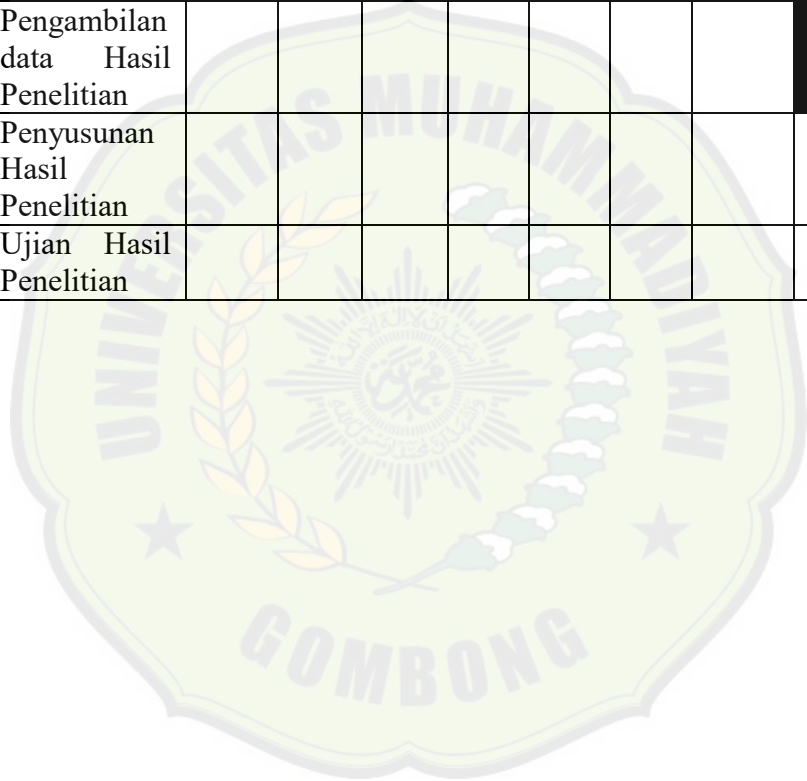 Pengambilan
data Hasil
Penelitian
Penyusunan
Hasil
Penelitian
Ujian Hasil
Penelitian
UNIVERSITAS MUHAMMADIYAH
GOMBONG